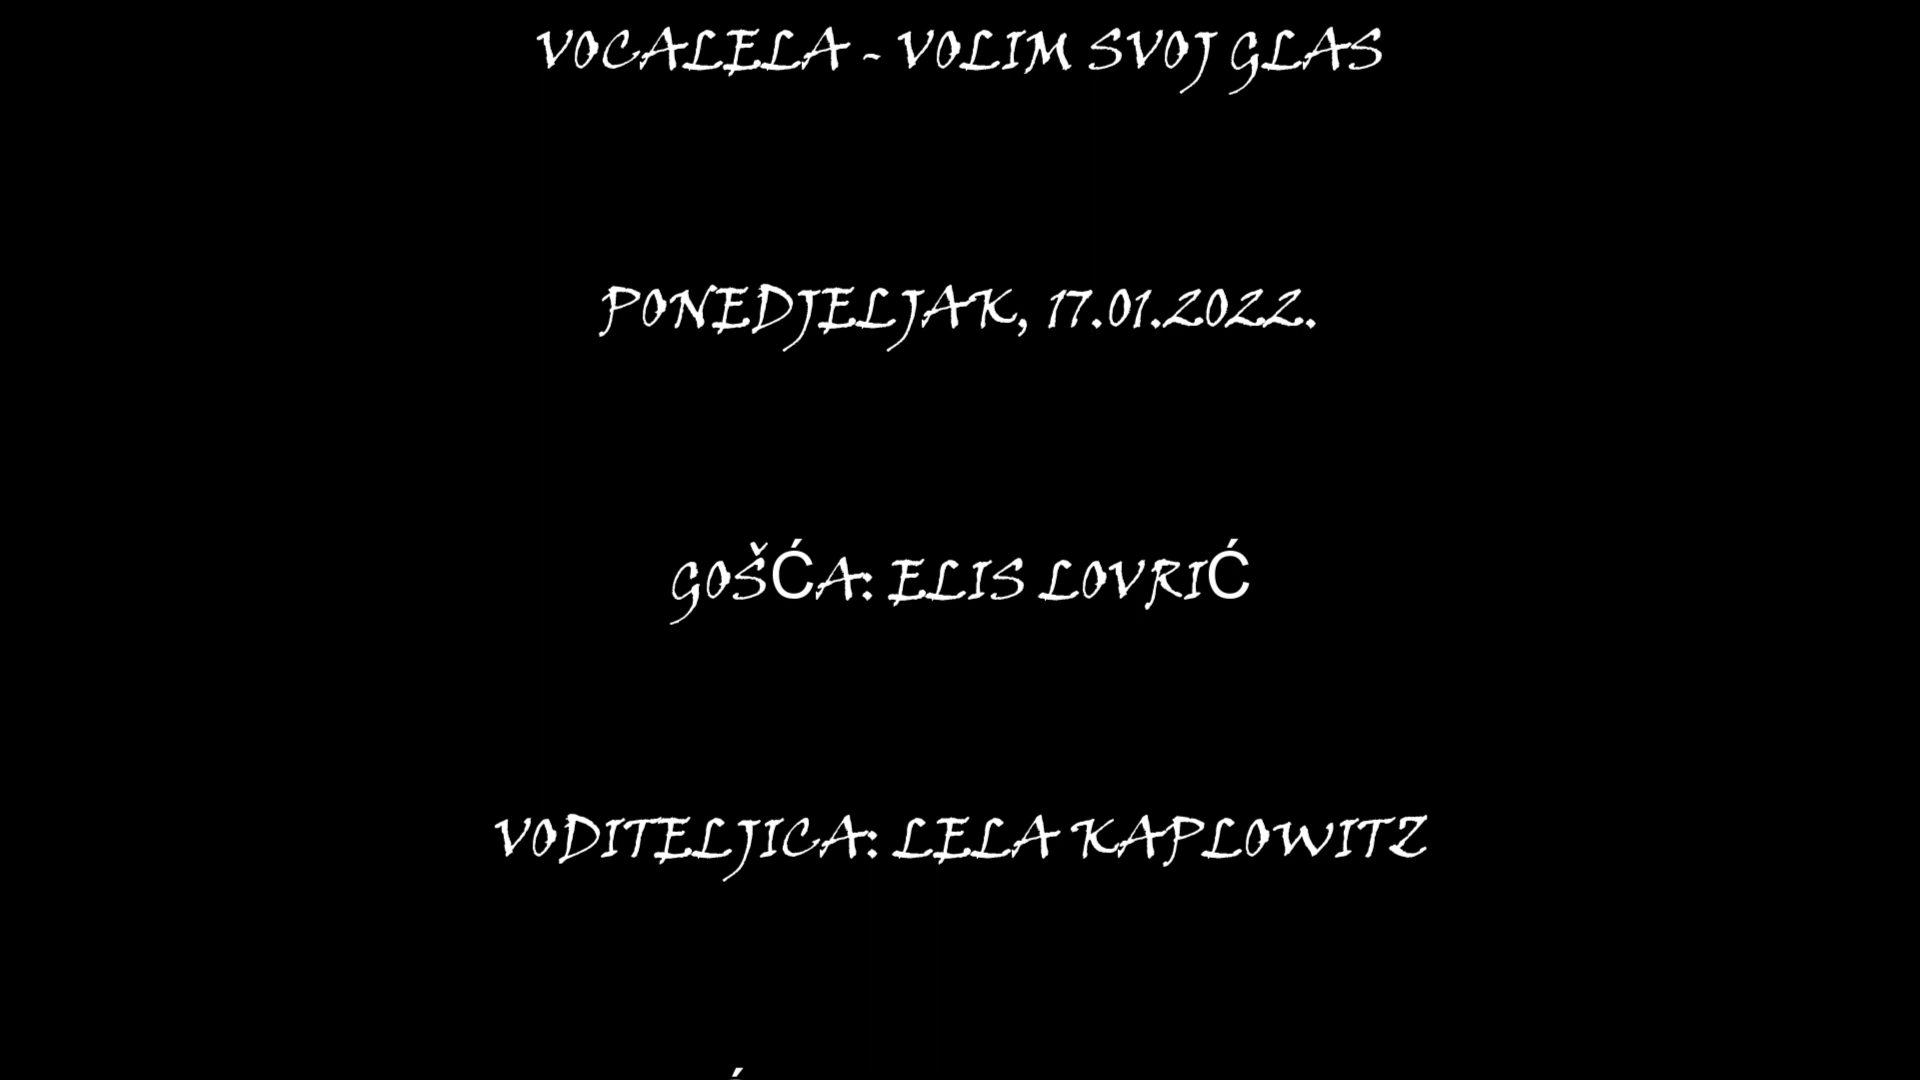 VOCALELA - VOLIM SVOJ GLAS
PONEDJELJAK, 17.01.2022.
GOŠĆA: ELIS LOVRIĆ
VODITELJICA: LELA KAPLOWITZ